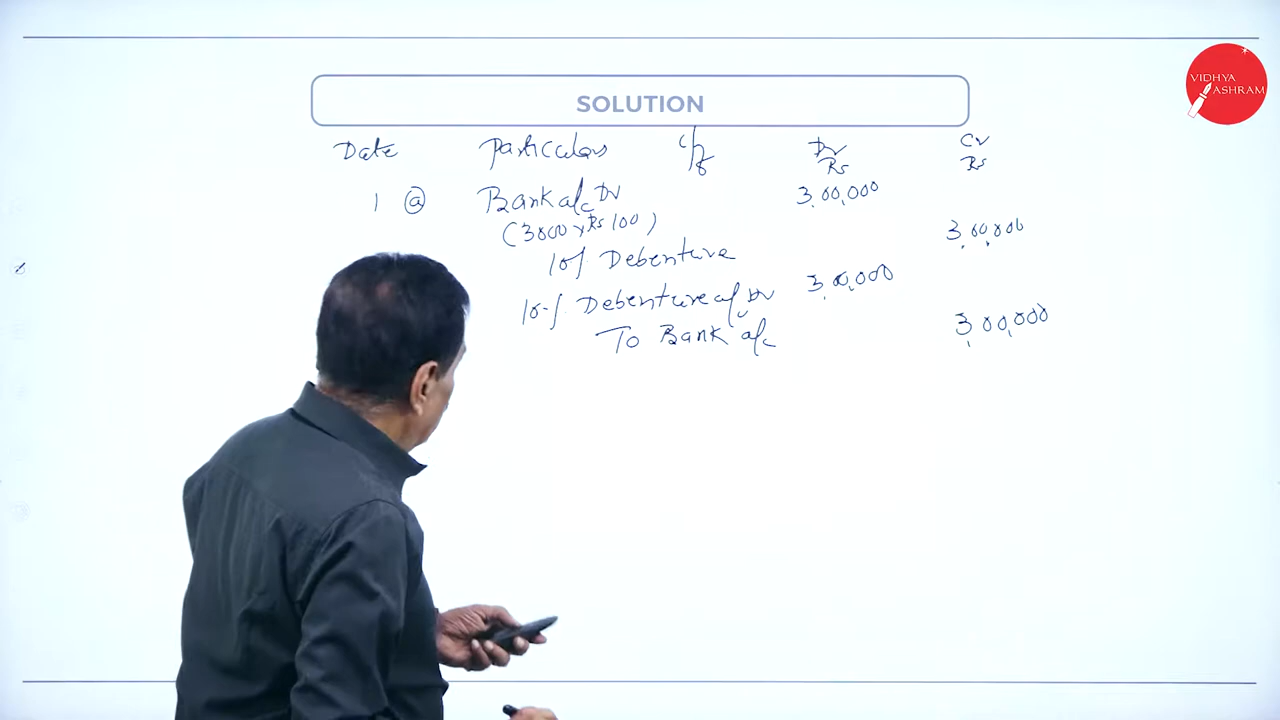 VIDHYA
ASHRAM
SOLUTION
Date Particulars Dr Cr
Rs Rs
1 (a) Bank a/c Dr 3,00,000
(3000 x Rs 100) 3,00,000
10% Debenture
10% Debenture a/c Dr 3,00,000
To Bank a/c 3,00,000